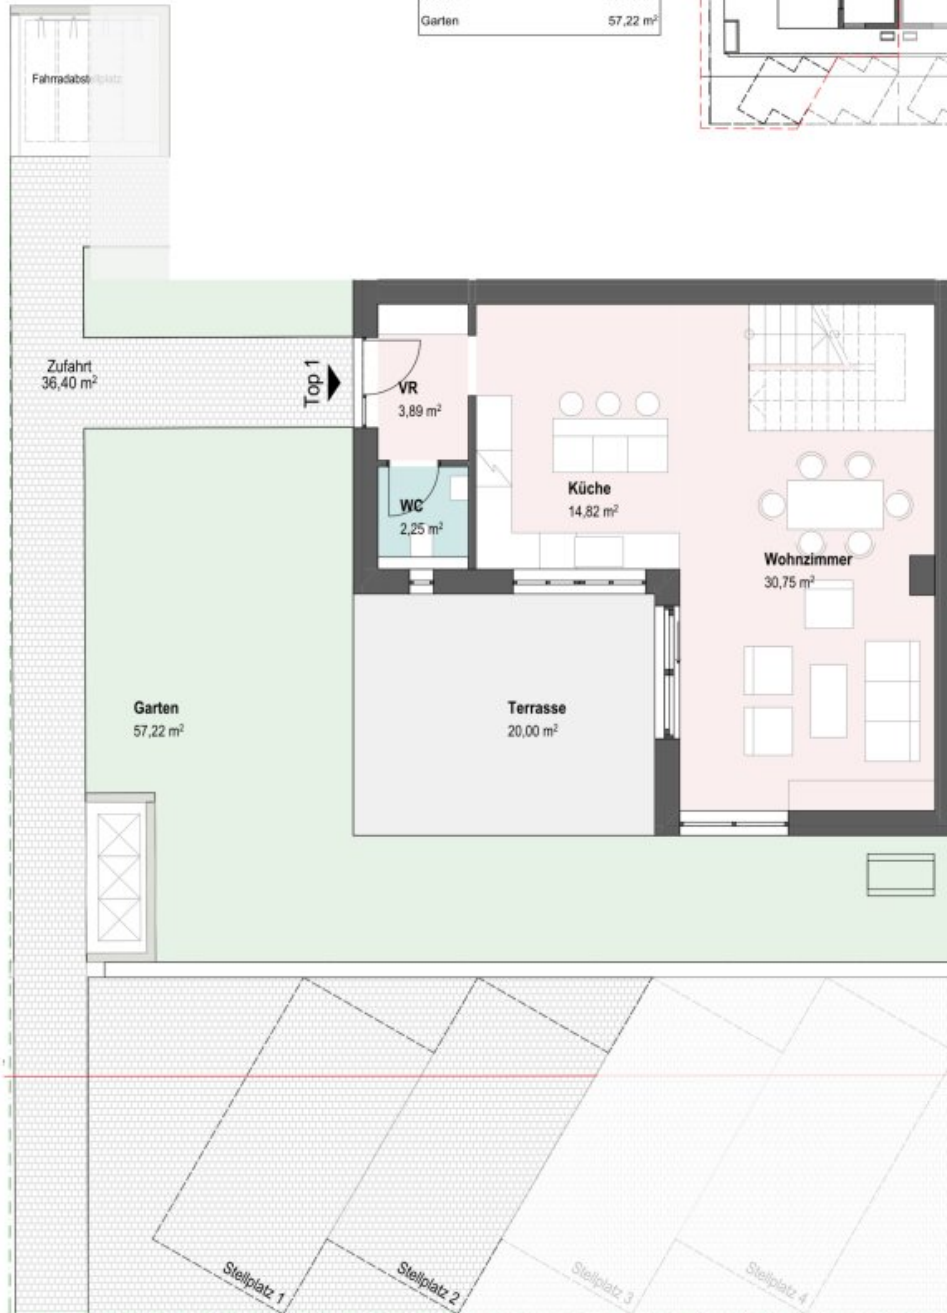 Garten 57,22 m²
Fahrradabstellplatz
Zufahrt
36,40 m²
Top 1
VR
3,89 m²
WC
2,25 m²
Küche
14,82 m²
Wohnzimmer
30,75 m²
Garten
57,22 m²
Terrasse
20,00 m²
Stellplatz 1
Stellplatz 2
Stellplatz 3
Stellplatz 4